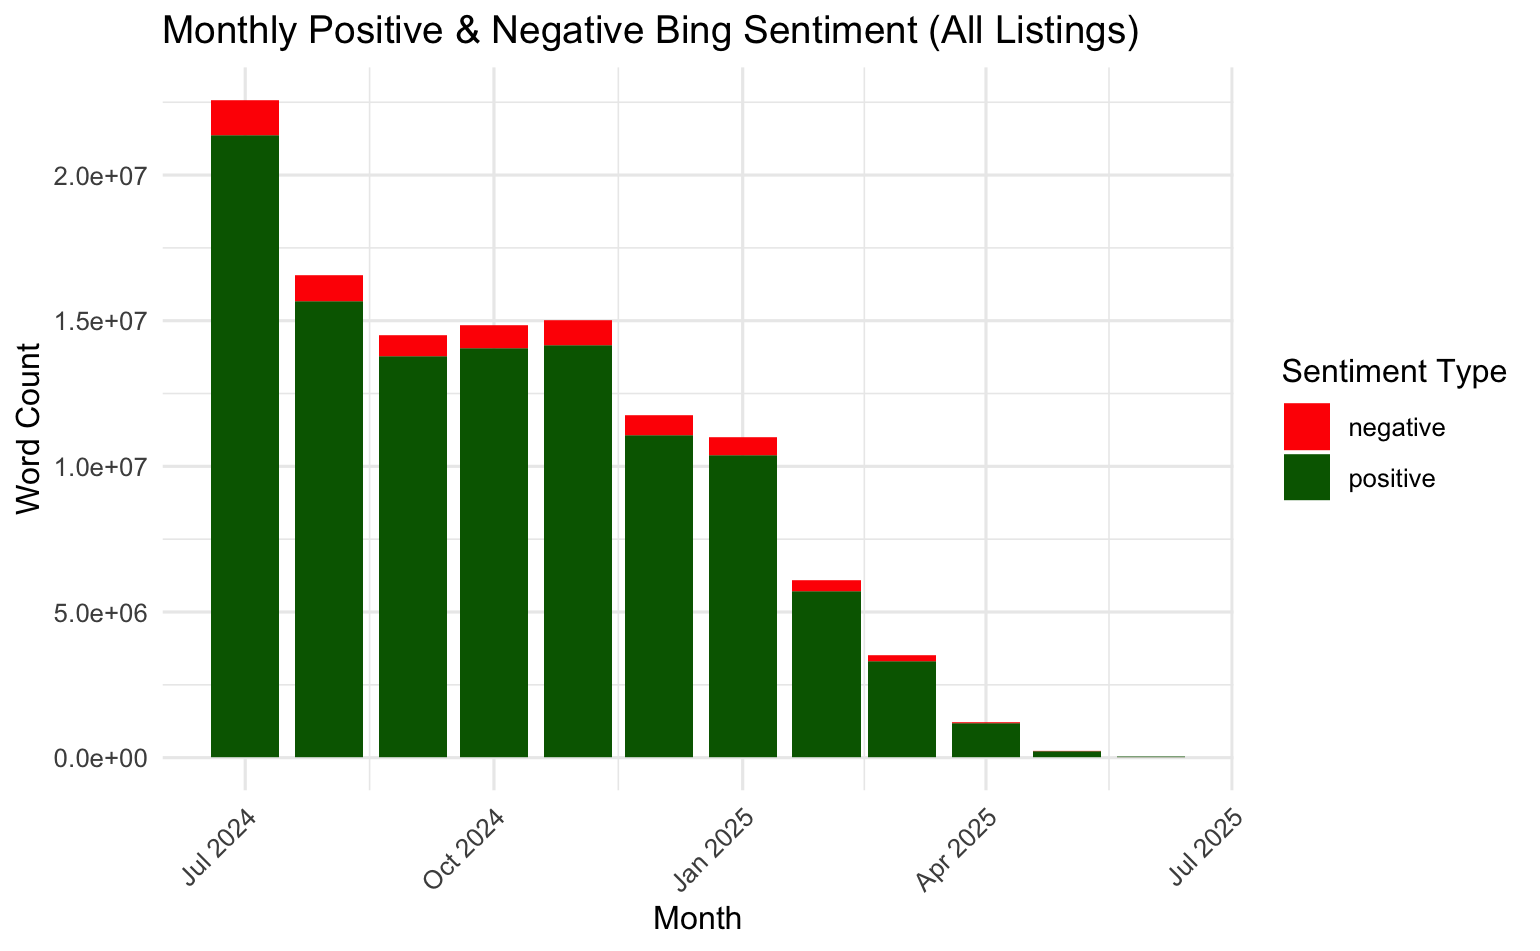 Monthly Positive & Negative Bing Sentiment (All Listings)
2.0e+07
1.5e+07
1.0e+07
5.0e+06
0.0e+00
Word Count
Jul 2024
Oct 2024
Jan 2025
Apr 2025
Jul 2025
Month
Sentiment Type
negative
positive